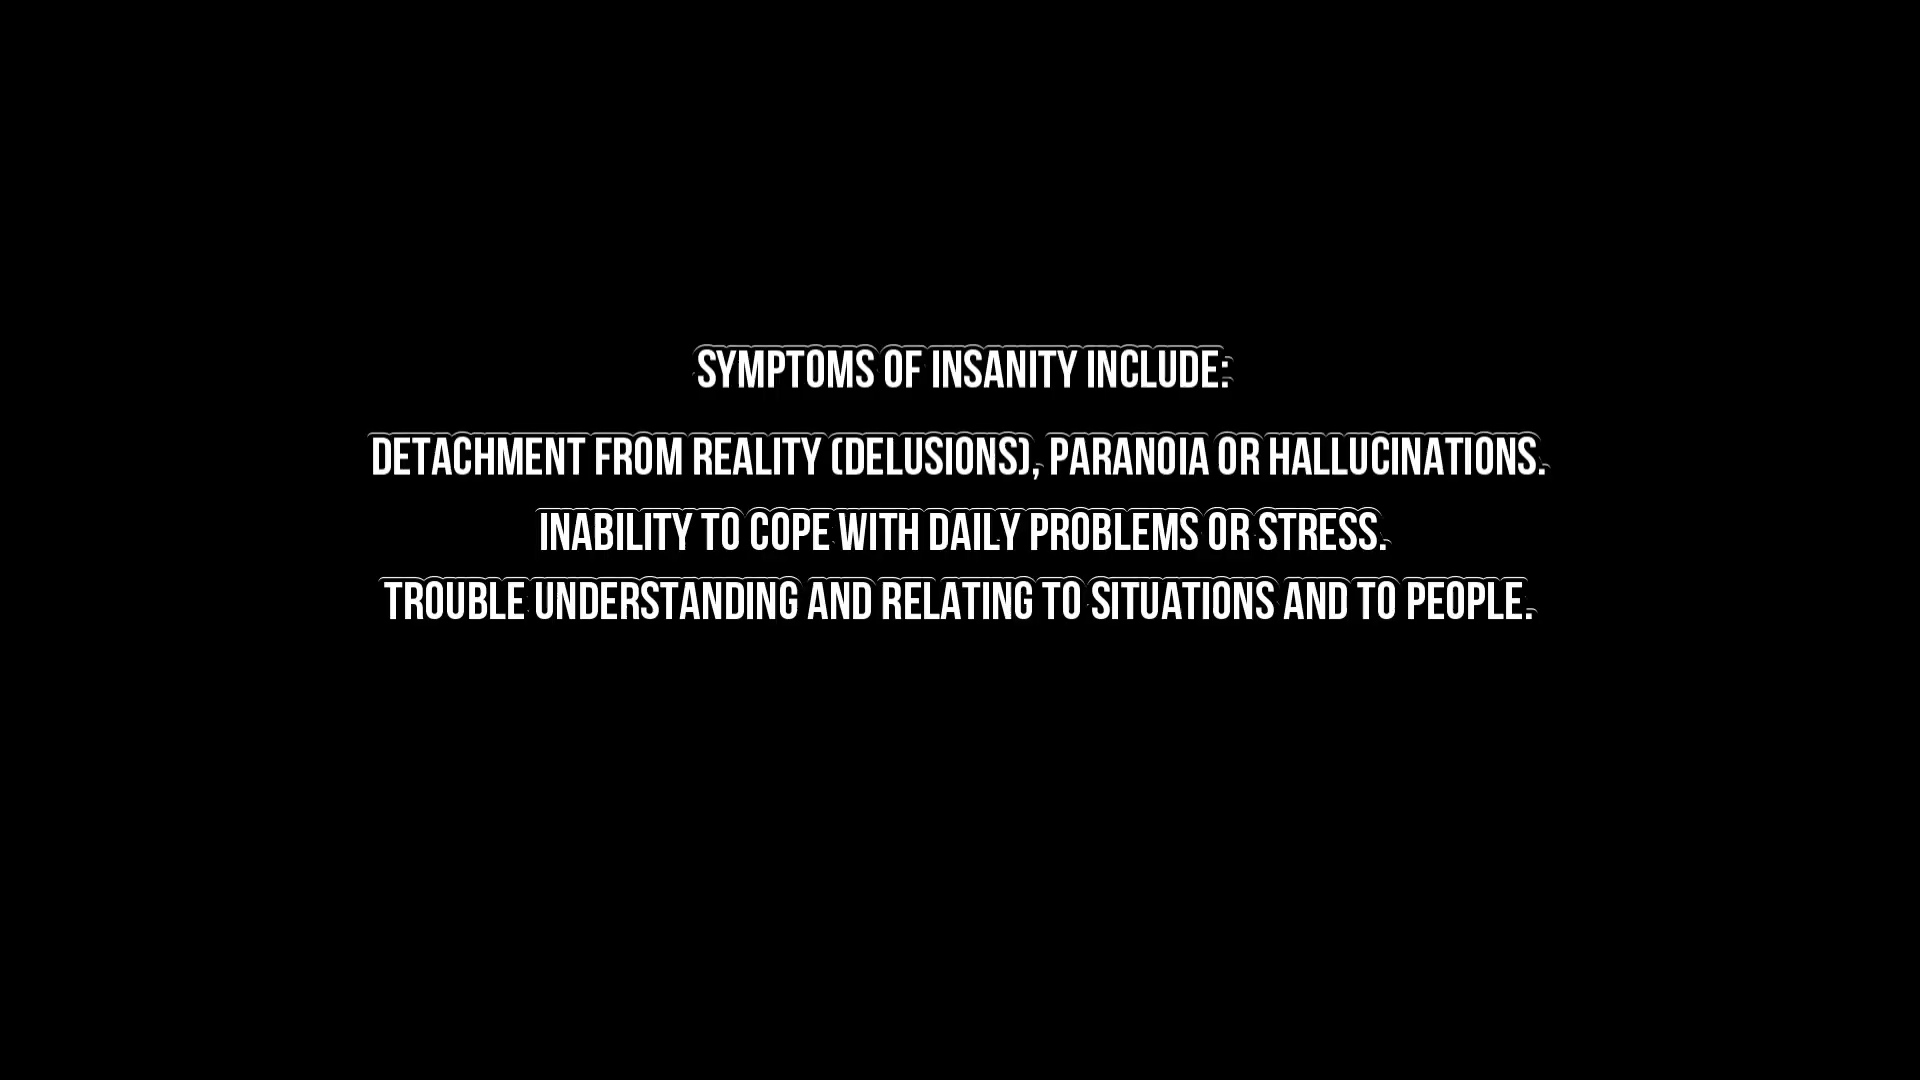 SYMPTOMS OF INSANITY INCLUDE:
DETACHMENT FROM REALITY (DELUSIONS), PARANOIA OR HALLUCINATIONS.
INABILITY TO COPE WITH DAILY PROBLEMS OR STRESS.
TROUBLE UNDERSTANDING AND RELATING TO SITUATIONS AND TO PEOPLE.